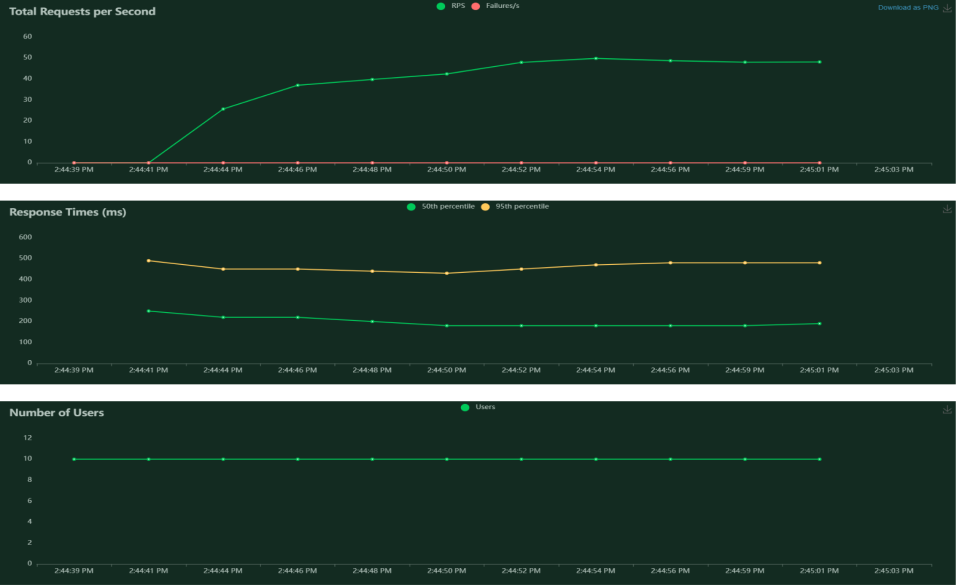 Total Requests per Second
RPS Failures/s
Download as PNG
60
50
40
30
20
10
0
2:44:39 PM 2:44:41 PM 2:44:44 PM 2:44:46 PM 2:44:48 PM 2:44:50 PM 2:44:52 PM 2:44:54 PM 2:44:56 PM 2:44:59 PM 2:45:01 PM 2:45:03 PM
Response Times (ms)
50th percentile 95th percentile
600
500
400
300
200
100
0
2:44:39 PM 2:44:41 PM 2:44:44 PM 2:44:46 PM 2:44:48 PM 2:44:50 PM 2:44:52 PM 2:44:54 PM 2:44:56 PM 2:44:59 PM 2:45:01 PM 2:45:03 PM
Number of Users
Users
12
10
8
6
4
2
0
2:44:39 PM 2:44:41 PM 2:44:44 PM 2:44:46 PM 2:44:48 PM 2:44:50 PM 2:44:52 PM 2:44:54 PM 2:44:56 PM 2:44:59 PM 2:45:01 PM 2:45:03 PM